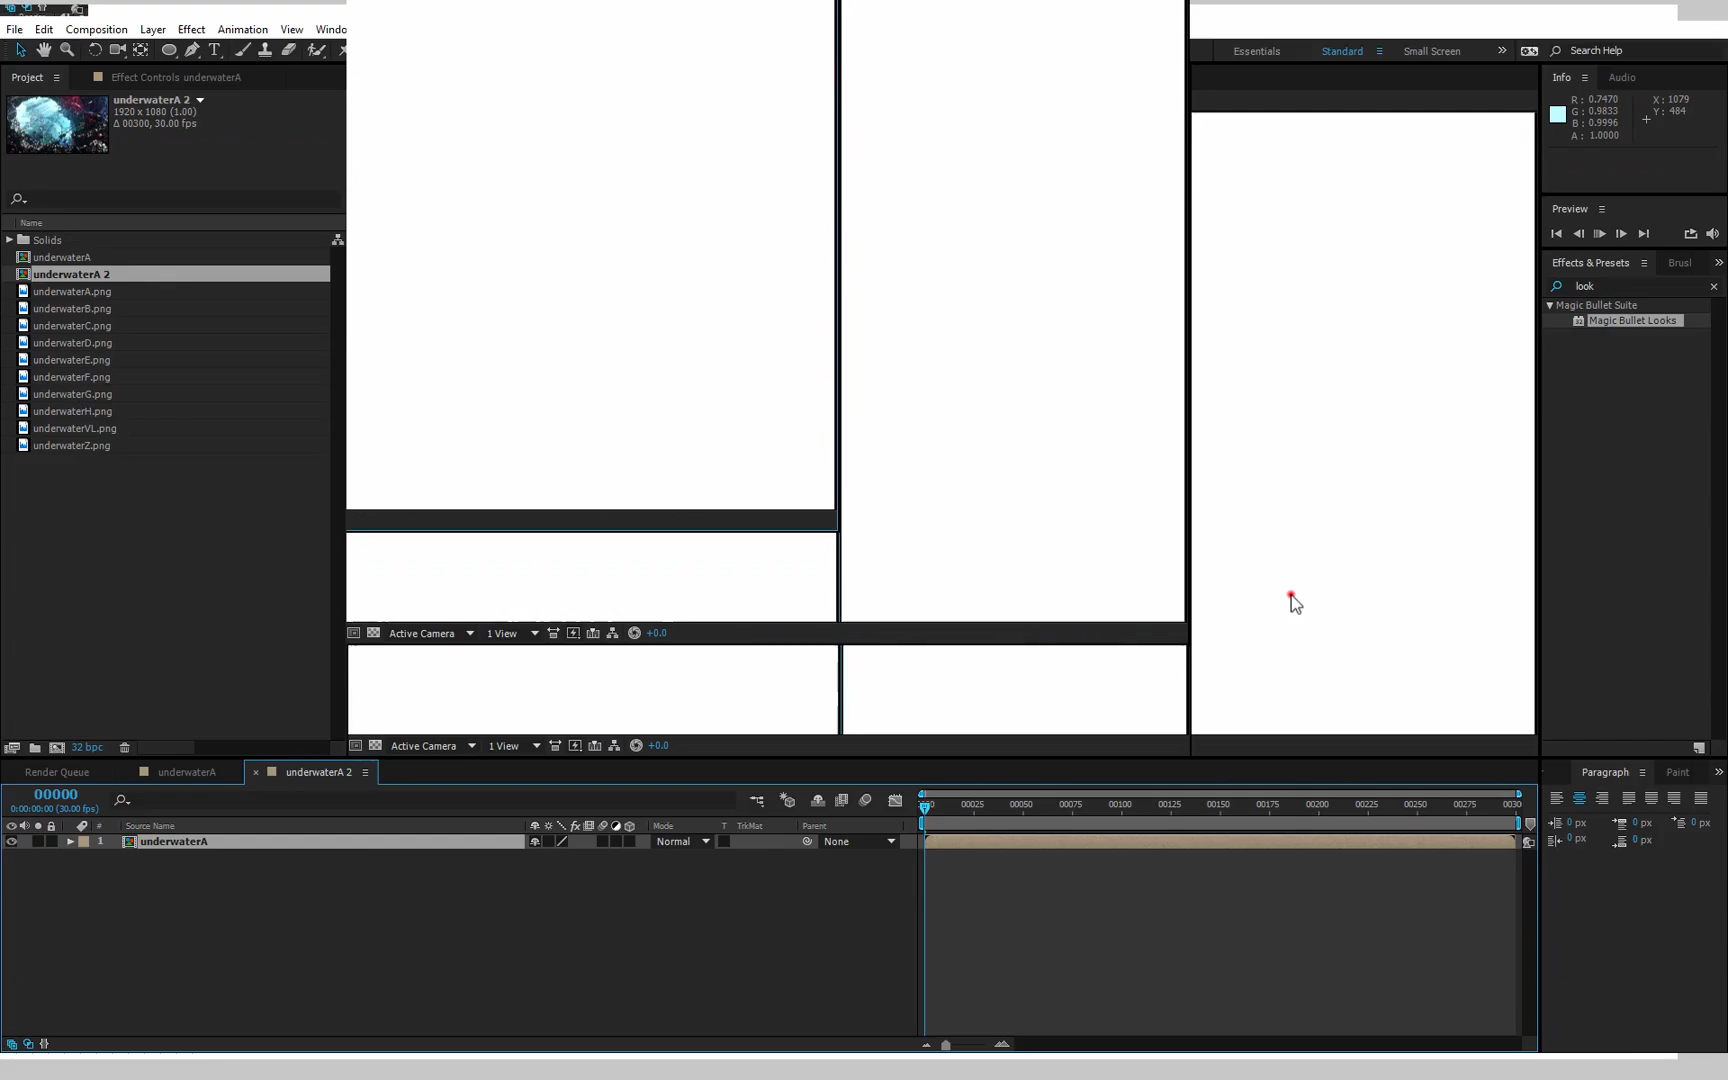 File Edit Composition Layer Effect Animation View Windo
Essentials Standard Small Screen Search Help
Project Effect Controls underwaterA
underwaterA 2
1920 x 1080 (1.00)
Δ 00300, 30.00 fps
Name
Solids
underwaterA
underwaterA 2
underwaterA.png
underwaterB.png
underwaterC.png
underwaterD.png
underwaterE.png
underwaterF.png
underwaterG.png
underwaterH.png
underwaterVL.png
underwaterZ.png
32 bpc
Active Camera 1 View +0.0
Active Camera 1 View +0.0
Info Audio
R: 0.7470 X: 1079
G: 0.9833 Y: 484
B: 0.9996
A: 1.0000
Preview
Effects & Presets Brusl
look
Magic Bullet Suite
Magic Bullet Looks
Render Queue underwaterA underwaterA 2
00000
0:00:00:00 (30.00 fps)
00025 00050 00075 00100 00125 00150 00175 00200 00225 00250 00275 0030
# Source Name Mode T TrkMat Parent
1 underwaterA Normal None
Paragraph Paint
0 px 0 px 0 px
0 px 0 px